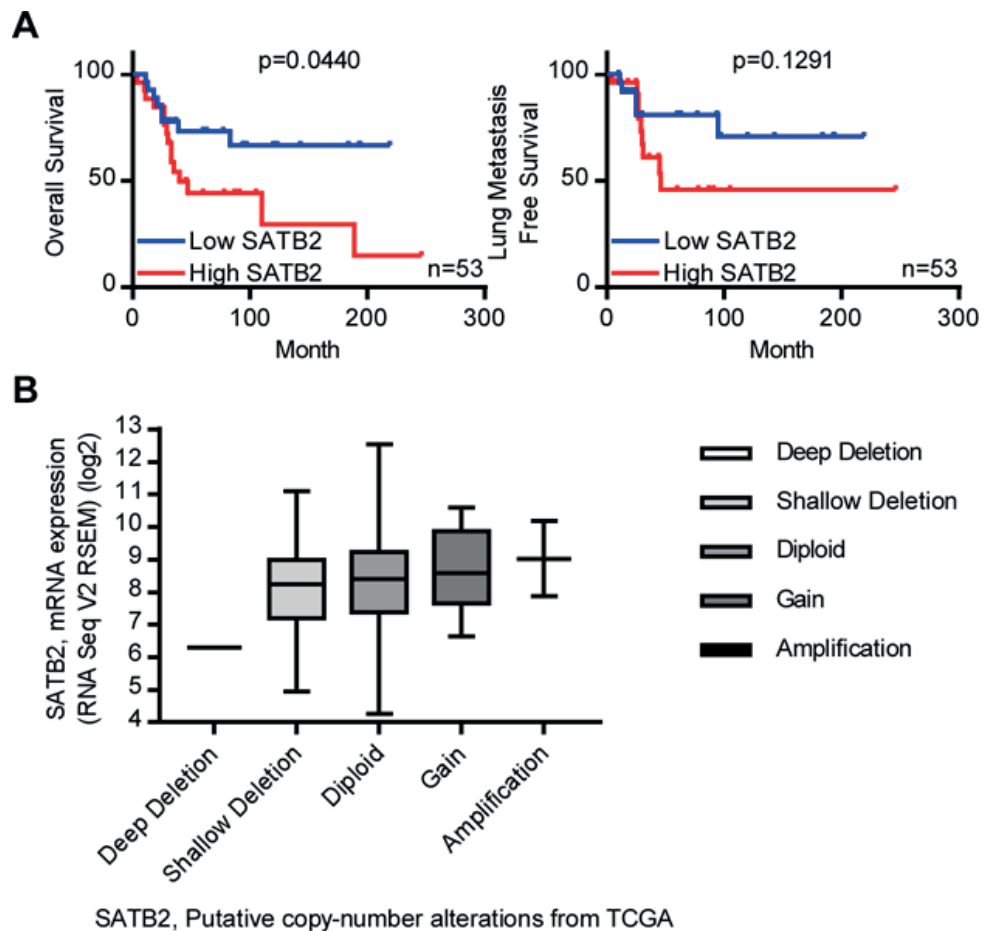 A
Overall Survival
100
50
0
p=0.0440
Low SATB2
High SATB2
n=53
0 100 200 300
Month
Lung Metastasis
Free Survival
100
50
0
p=0.1291
Low SATB2
High SATB2
n=53
0 100 200 300
Month
B
SATB2, mRNA expression
(RNA Seq V2 RSEM) (log2)
13
12
11
10
9
8
7
6
5
4
Deep Deletion
Shallow Deletion
Diploid
Gain
Amplification
Deep Deletion
Shallow Deletion
Diploid
Gain
Amplification
SATB2, Putative copy-number alterations from TCGA